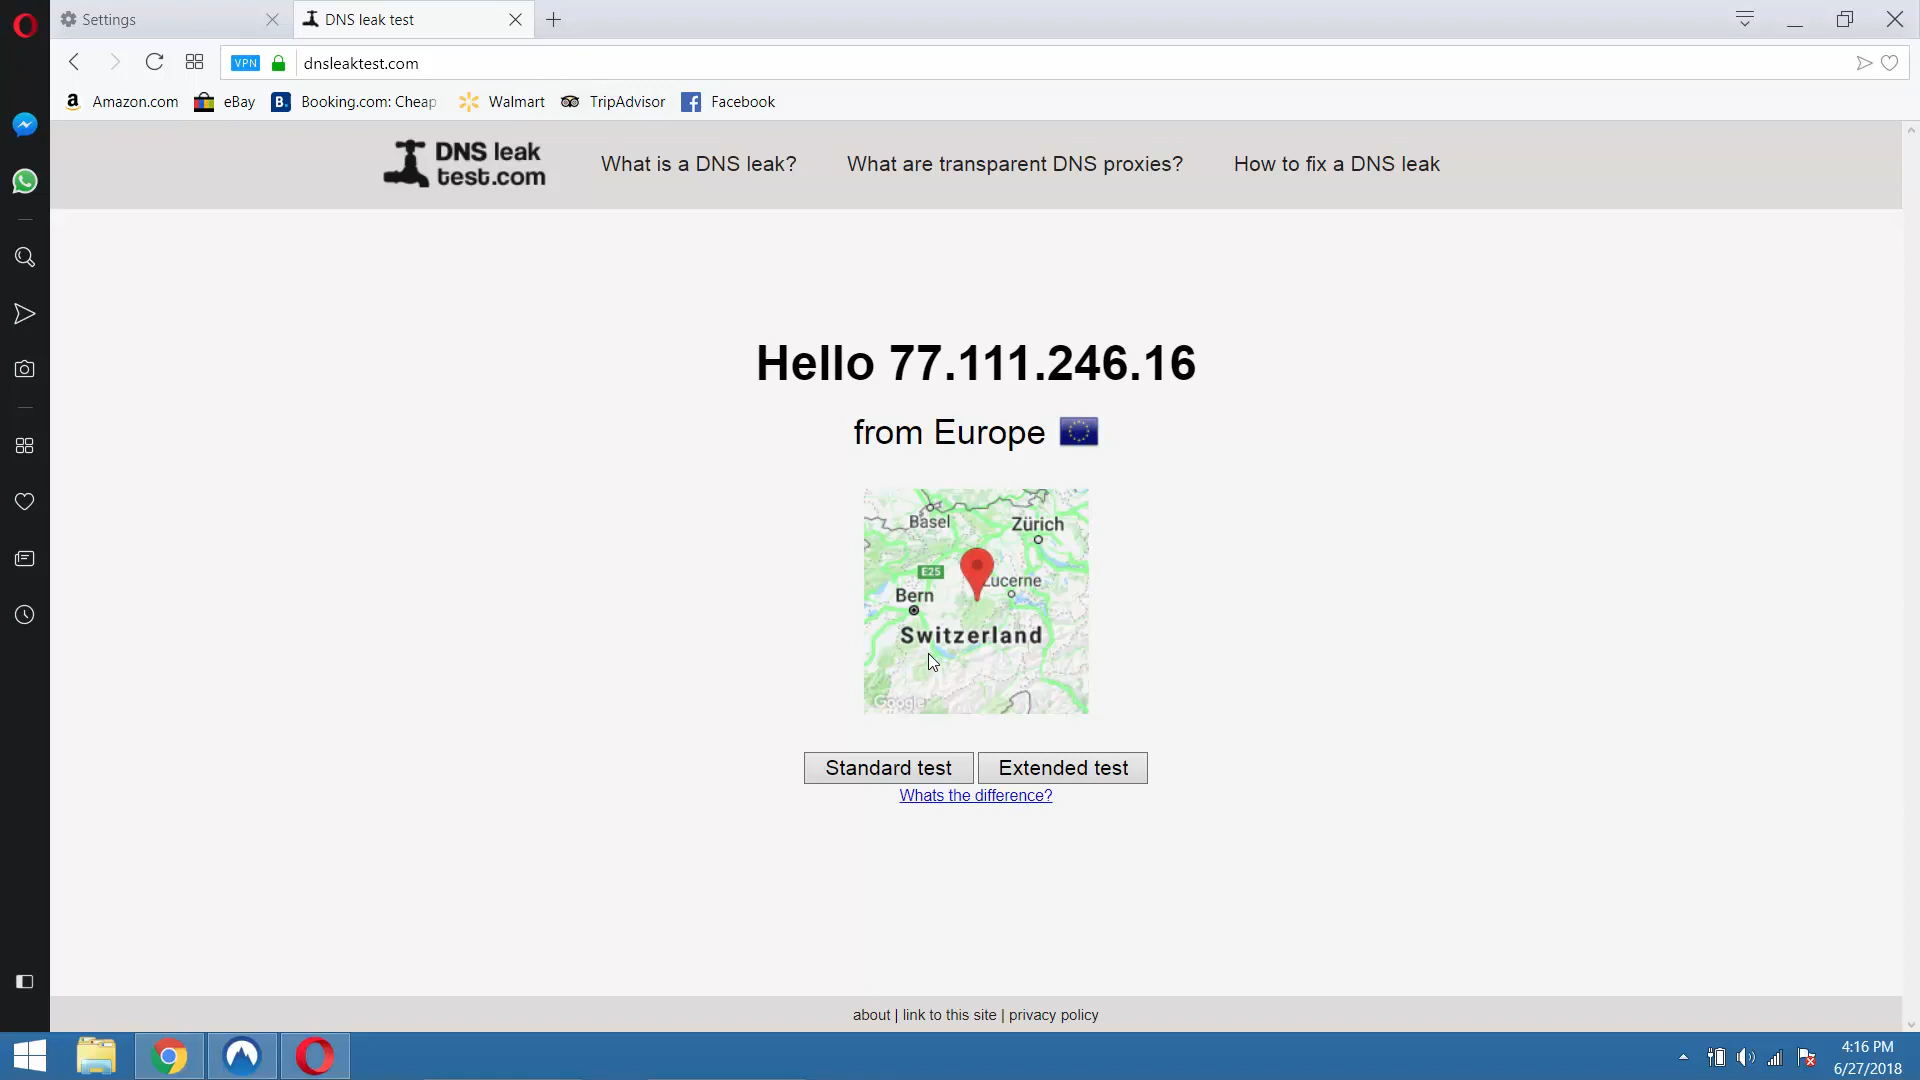 Settings
DNS leak test
VPN
dnsleaktest.com
Amazon.com
eBay
Booking.com: Cheap
Walmart
TripAdvisor
Facebook
DNS leak
test.com
What is a DNS leak?
What are transparent DNS proxies?
How to fix a DNS leak
Hello 77.111.246.16
from Europe
Basel
Zürich
E25
Lucerne
Bern
Switzerland
Google
Standard test
Extended test
Whats the difference?
about | link to this site | privacy policy
4:16 PM
6/27/2018